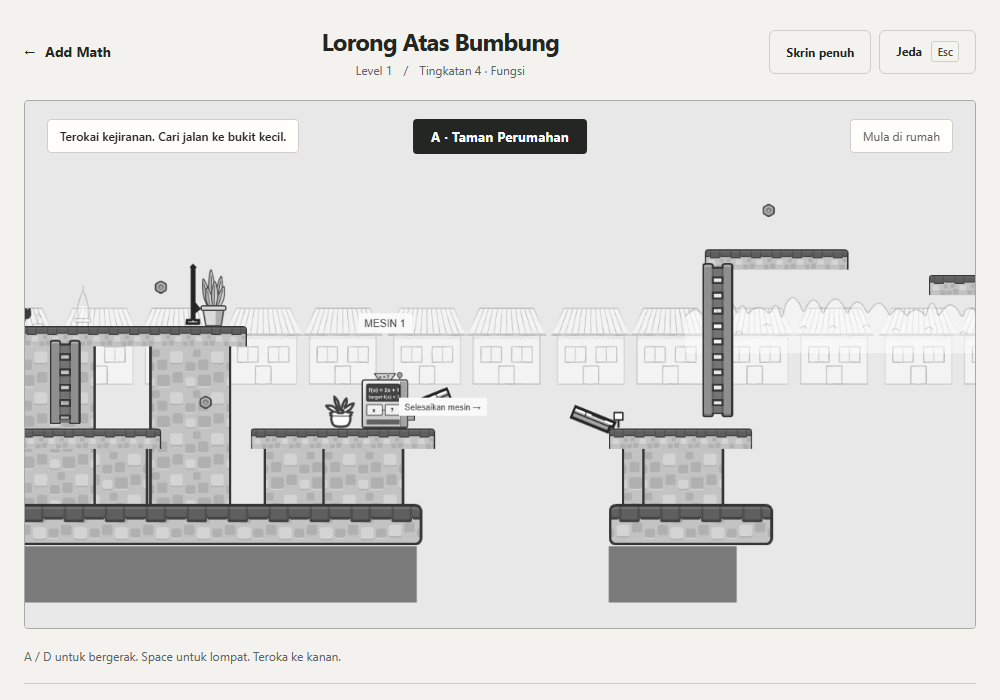 ← Add Math
Lorong Atas Bumbung
Level 1 / Tingkatan 4 · Fungsi
Skrin penuh
Jeda Esc
Terokai kejiranan. Cari jalan ke bukit kecil.
A · Taman Perumahan
Mula di rumah
MESIN 1
f(x) = 2x + 1
x
?
Selesaikan mesin →
A / D untuk bergerak. Space untuk lompat. Teroka ke kanan.